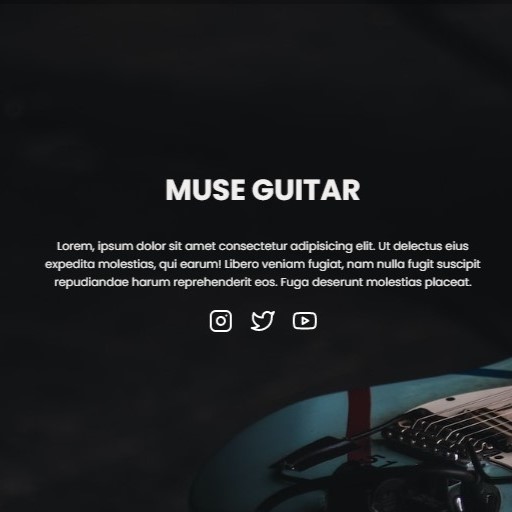 MUSE GUITAR
Lorem, ipsum dolor sit amet consectetur adipisicing elit. Ut delectus eius
expedita molestias, qui earum! Libero veniam fugiat, nam nulla fugit suscipit
repudiandae harum reprehenderit eos. Fuga deserunt molestias placeat.
51